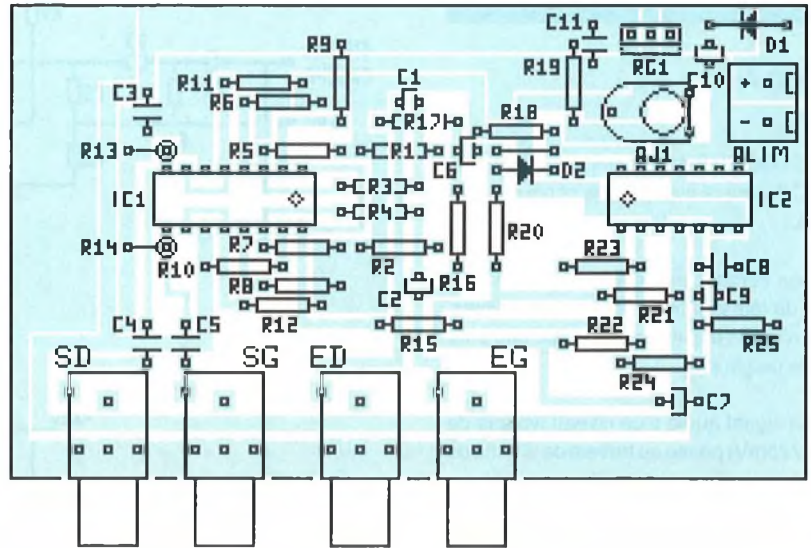 C11
D1
R9
RG1
C10
R19
R11
C1
R6
C3
CR17
R18
+
-
R13
R5
CR1
C6
D2
AJ1
ALIM
IC1
CR3
CR4
IC2
R20
R14
R7
R2
R23
C8
R10
R16
R8
C2
R21
C9
R12
R15
R22
R25
C4
C5
SD
SG
ED
EG
R24
C7